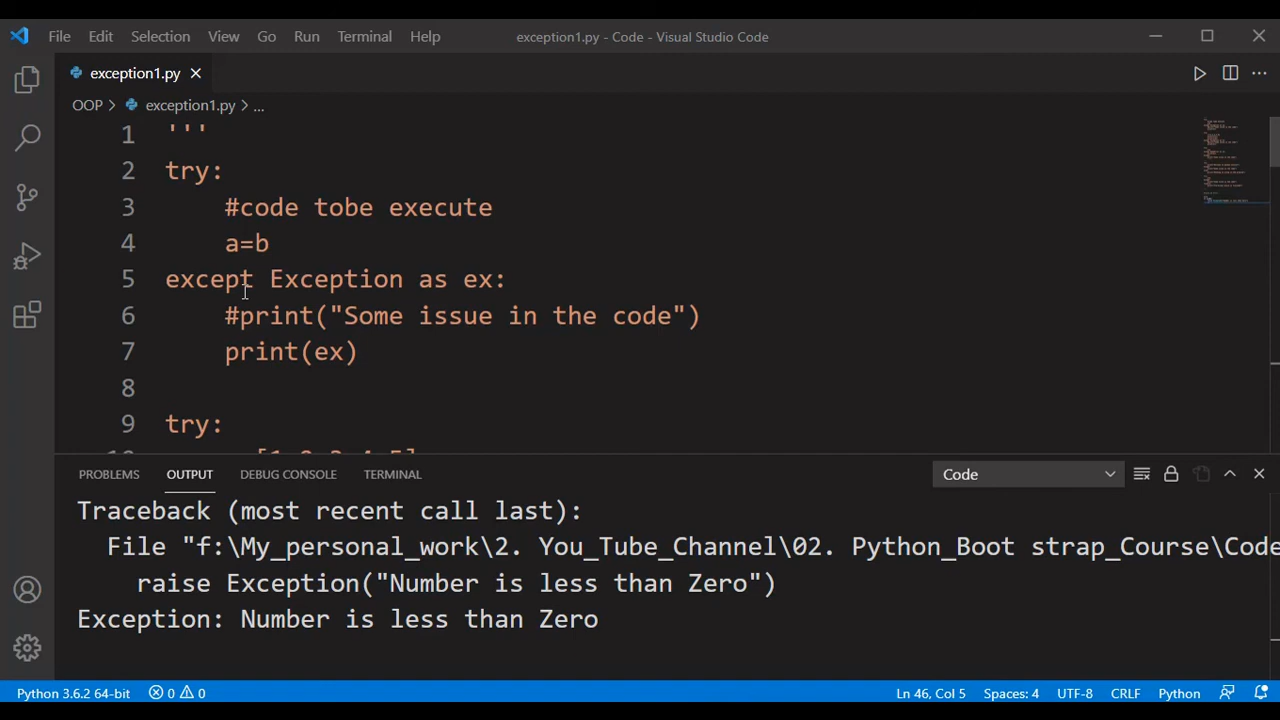 File Edit Selection View Go Run Terminal Help exception1.py - Code - Visual Studio Code
exception1.py
OOP > exception1.py > ...
1 '''
2 try:
3 #code tobe execute
4 a=b
5 except Exception as ex:
6 #print("Some issue in the code")
7 print(ex)
8
9 try:
PROBLEMS OUTPUT DEBUG CONSOLE TERMINAL Code
Traceback (most recent call last):
File "f:\My_personal_work\2. You_Tube_Channel\02. Python_Boot strap_Course\Code
raise Exception("Number is less than Zero")
Exception: Number is less than Zero
Python 3.6.2 64-bit 0 0 Ln 46, Col 5 Spaces: 4 UTF-8 CRLF Python